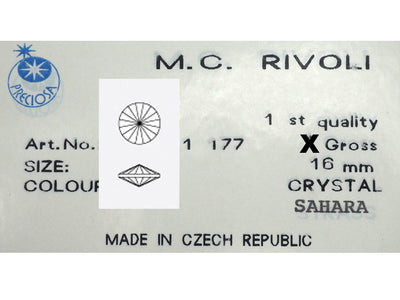 PRECIOSA
M.C. RIVOLI
1 st quality
Art.No. 1 177 X Gross
SIZE: 16 mm
COLOUR CRYSTAL
SAHARA
MADE IN CZECH REPUBLIC